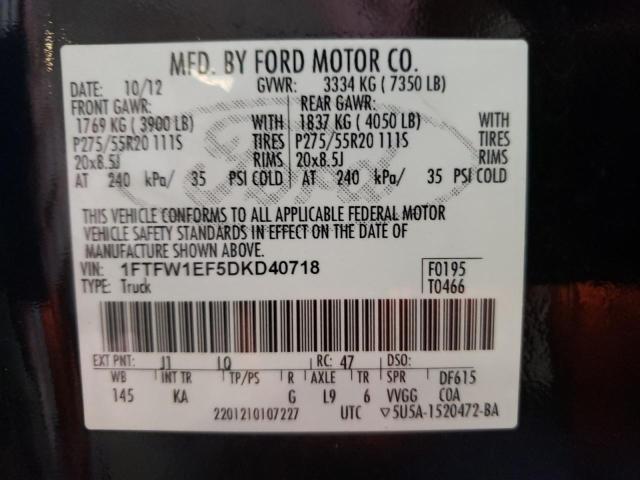 MFD. BY FORD MOTOR CO.
DATE: 10/12 GVWR: 3334 KG ( 7350 LB)
FRONT GAWR: REAR GAWR:
1769 KG ( 3900 LB) WITH 1837 KG ( 4050 LB) WITH
P275/55R20 111S TIRES P275/55R20 111S TIRES
20x8.5J RIMS 20x8.5J RIMS
AT 240 kPa/ 35 PSI COLD AT 240 kPa/ 35 PSI COLD
THIS VEHICLE CONFORMS TO ALL APPLICABLE FEDERAL MOTOR
VEHICLE SAFETY STANDARDS IN EFFECT ON THE DATE OF
MANUFACTURE SHOWN ABOVE.
VIN: 1FTFW1EF5DKD40718 F0195
TYPE: Truck T0466
EXT PNT: J1 LQ RC: 47 DSO:
WB INT TR TP/PS R AXLE TR SPR DF615
145 KA G L9 6 VVGG COA
2201210107227 UTC ▽5U5A-1520472-BA